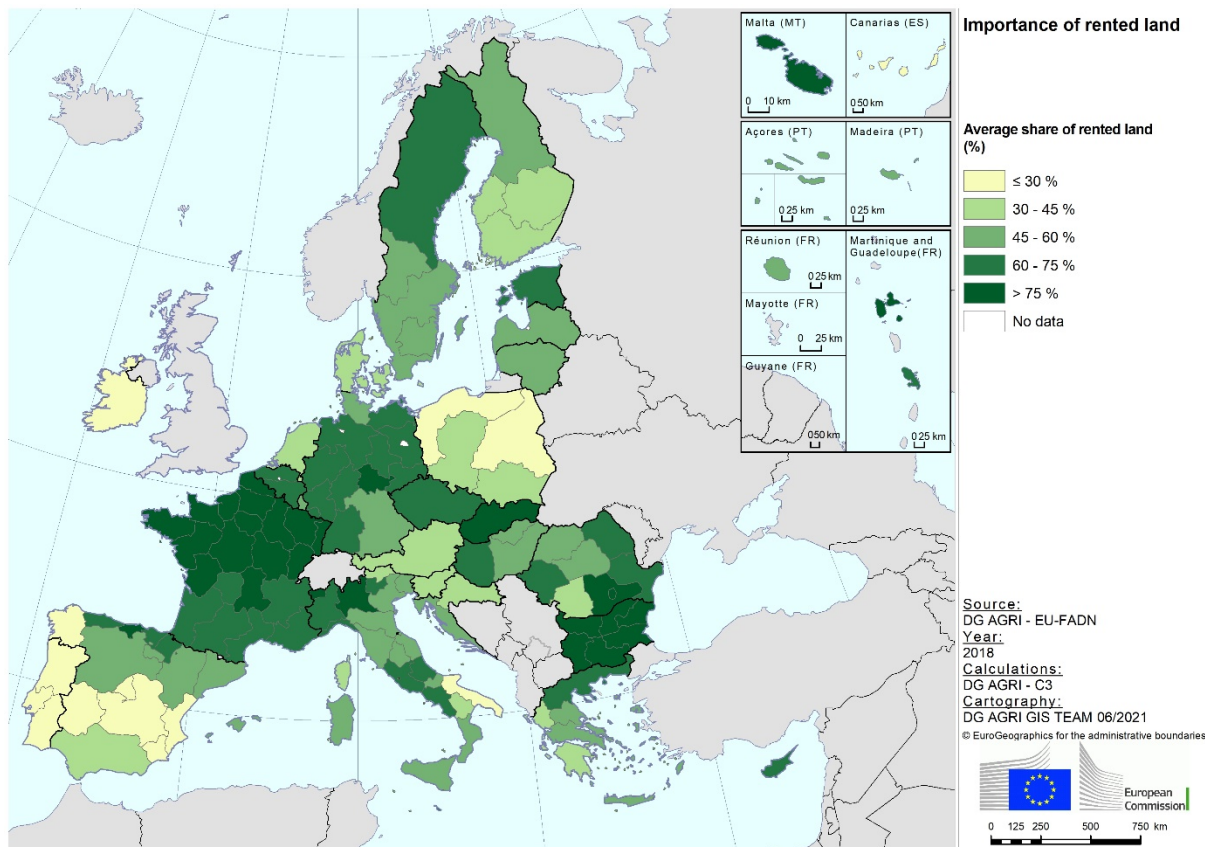 Importance of rented land
Average share of rented land
(%)
≤ 30 %
30 - 45 %
45 - 60 %
60 - 75 %
> 75 %
No data
Malta (MT)
0 10 km
Canarias (ES)
0 50 km
Açores (PT)
0 25 km
Madeira (PT)
0 25 km
Réunion (FR)
0 25 km
Mayotte (FR)
0 25 km
Guyane (FR)
0 50 km
Martinique and
Guadeloupe(FR)
0 25 km
Source:
DG AGRI - EU-FADN
Year:
2018
Calculations:
DG AGRI - C3
Cartography:
DG AGRI GIS TEAM 06/2021
© EuroGeographics for the administrative boundaries
European
Commission
0 125 250 500 750 km